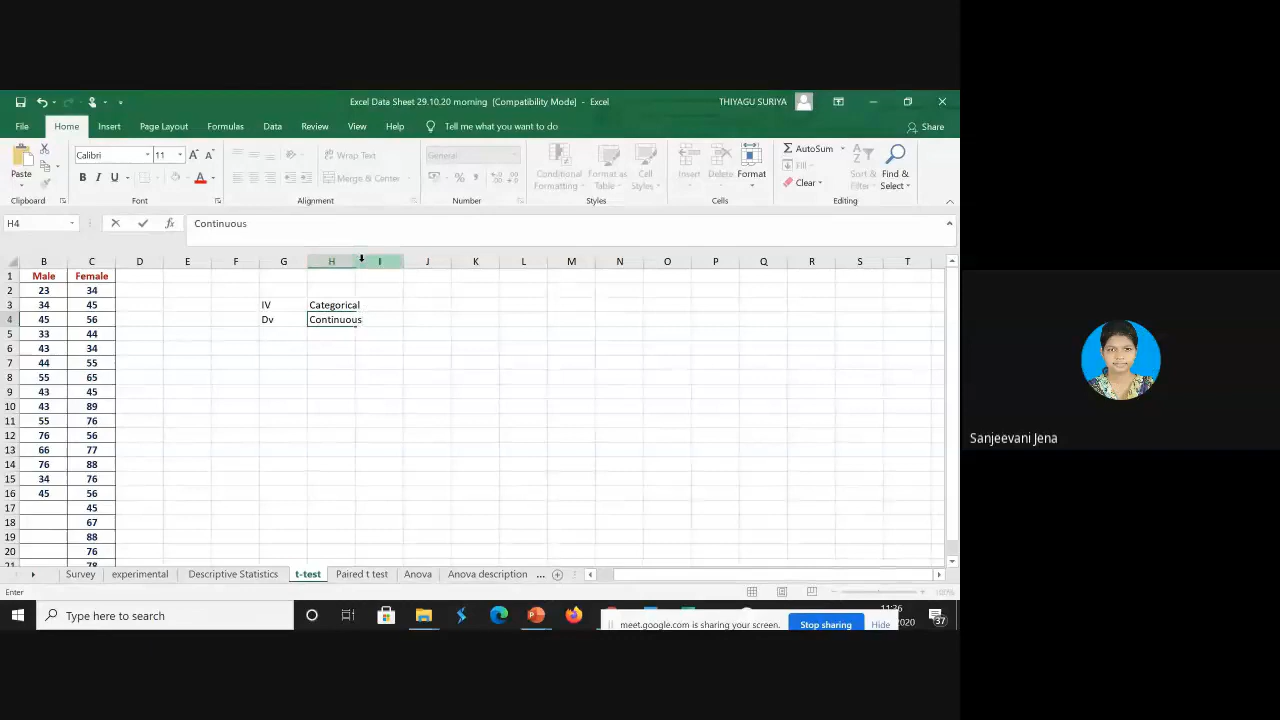 Excel Data Sheet 29.10.20 morning [Compatibility Mode] - Excel
THIYAGU SURIYA
File Home Insert Page Layout Formulas Data Review View Help Tell me what you want to do Share
Paste
Calibri 11 A A
B I U A
Wrap Text
Merge & Center
General
% ,
Conditional Formatting
Format as Table
Cell Styles
Insert
Delete
Format
AutoSum
Fill
Clear
Sort & Filter
Find & Select
Clipboard Font Alignment Number Styles Cells Editing
H4 fx Continuous
B C D E F G H I J K L M N O P Q R S T
1 Male Female
2 23 34
3 34 45 IV Categorical
4 45 56 Dv Continuous
5 33 44
6 43 34
7 44 55
8 55 65
9 43 45
10 43 89
11 55 76
12 76 56
13 66 77
14 76 88
15 34 76
16 45 56
17 45
18 67
19 88
20 76
21 78
Survey experimental Descriptive Statistics t-test Paired t test Anova Anova description ...
Enter
Type here to search
meet.google.com is sharing your screen. Stop sharing Hide
2020
37
Sanjeevani Jena